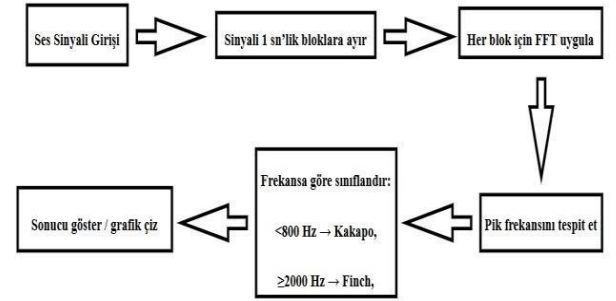 Ses Sinyali Girişi
Sinyali 1 sn'lik bloklara ayır
Her blok için FFT uygula
Pik frekansını tespit et
Frekansa göre sınıflandır:
<800 Hz → Kakapo,
≥2000 Hz → Finch,
Sonucu göster / grafik çiz